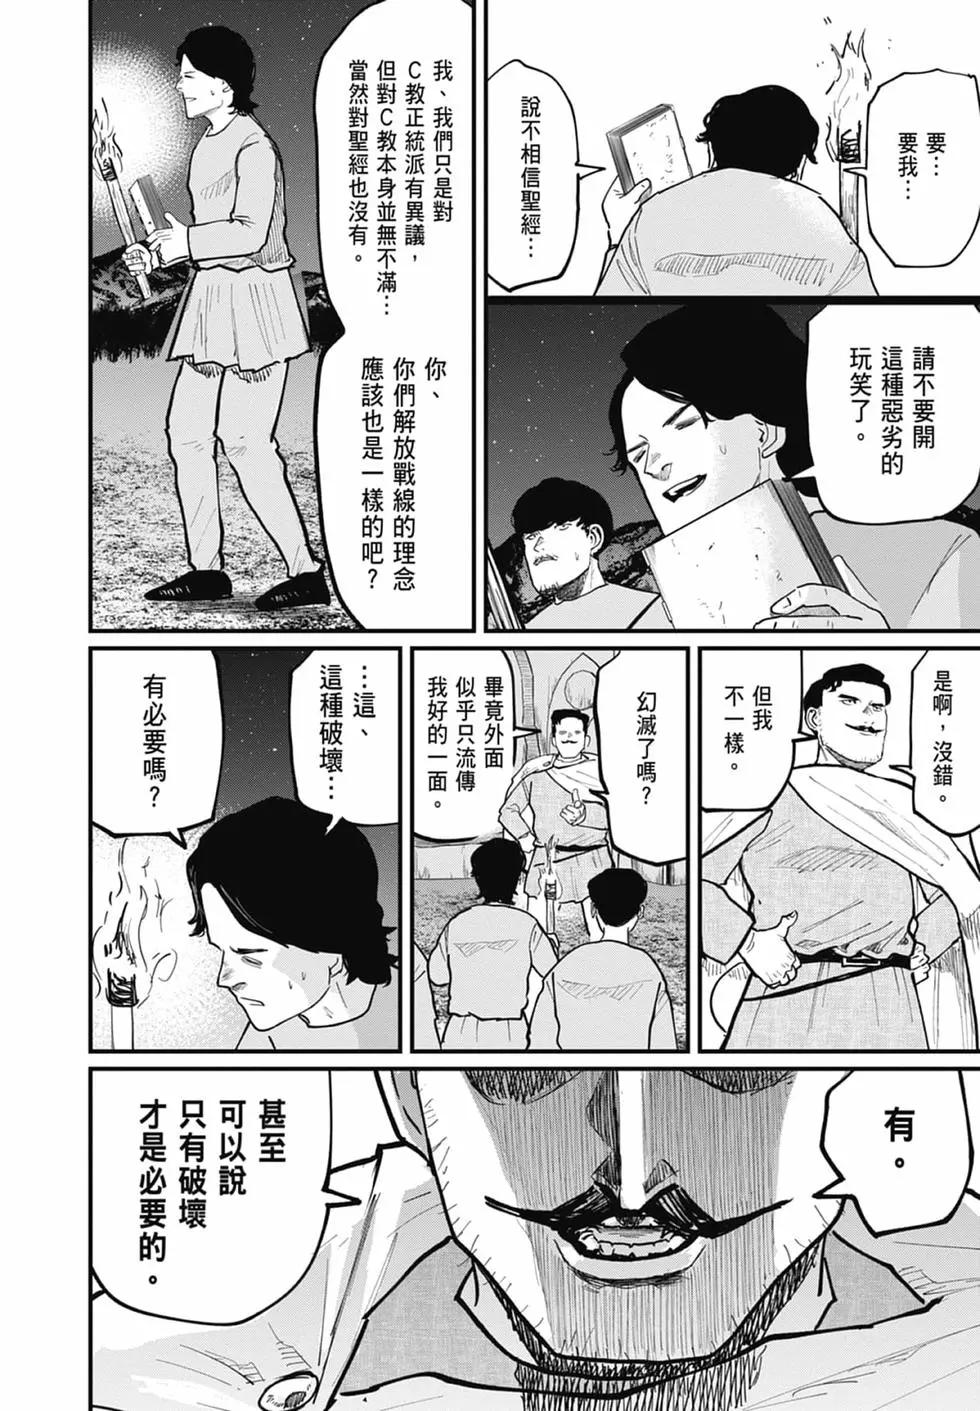 要…
要我…
說不相信聖經…
請不要開
這種惡劣的
玩笑了。
我、我們只是對
C教正統派有異議，
但對C教本身並無不滿…
當然對聖經也沒有。
你、
你們解放戰線的理念
應該也是一樣的吧？
是啊，沒錯。
但我
不一樣。
幻滅了嗎？
畢竟外面
似乎只流傳
我好的一面。
…這、
這種破壞…
有必要嗎？
有。
甚至
可以說
只有破壞
才是必要的。